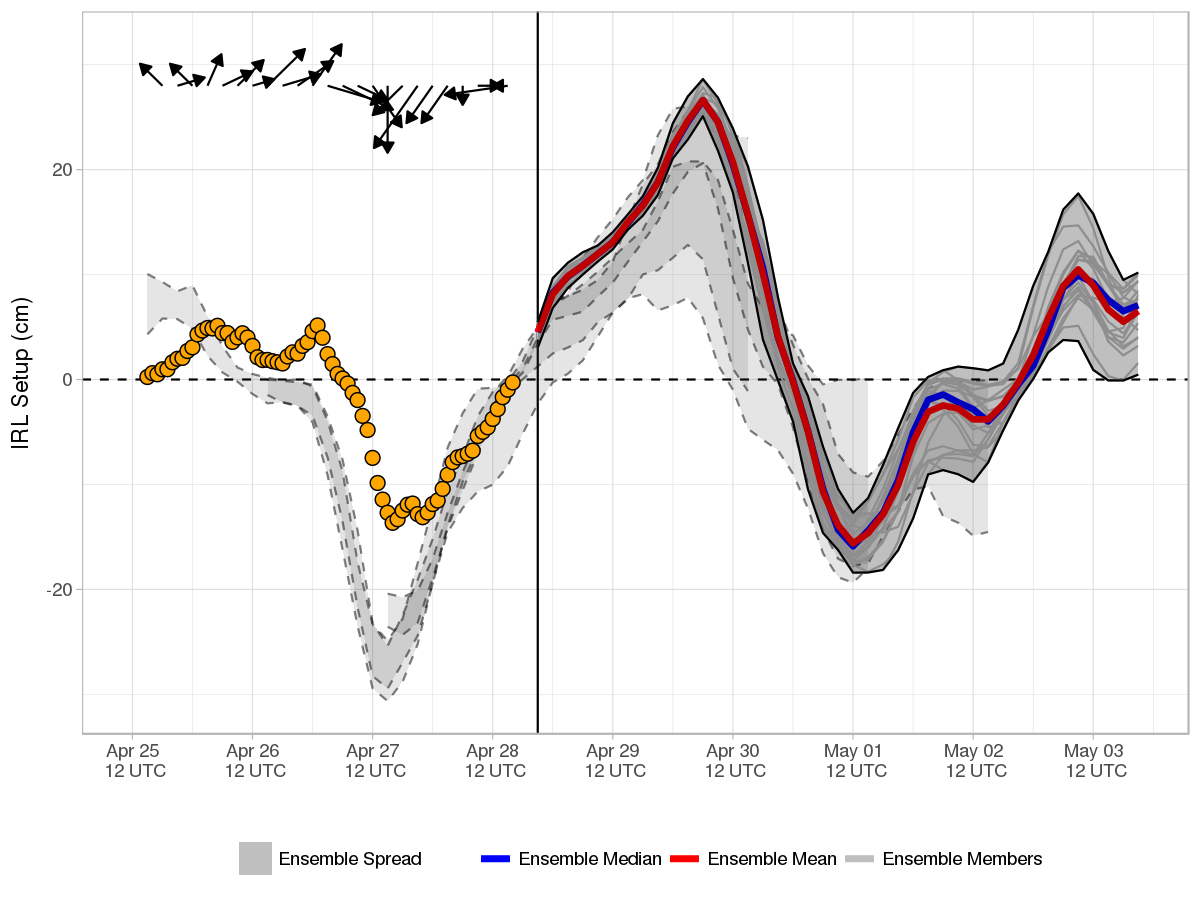 IRL Setup (cm)
20
0
-20
Apr 25 Apr 26 Apr 27 Apr 28 Apr 29 Apr 30 May 01 May 02 May 03
12 UTC 12 UTC 12 UTC 12 UTC 12 UTC 12 UTC 12 UTC 12 UTC 12 UTC
Ensemble Spread Ensemble Median Ensemble Mean Ensemble Members